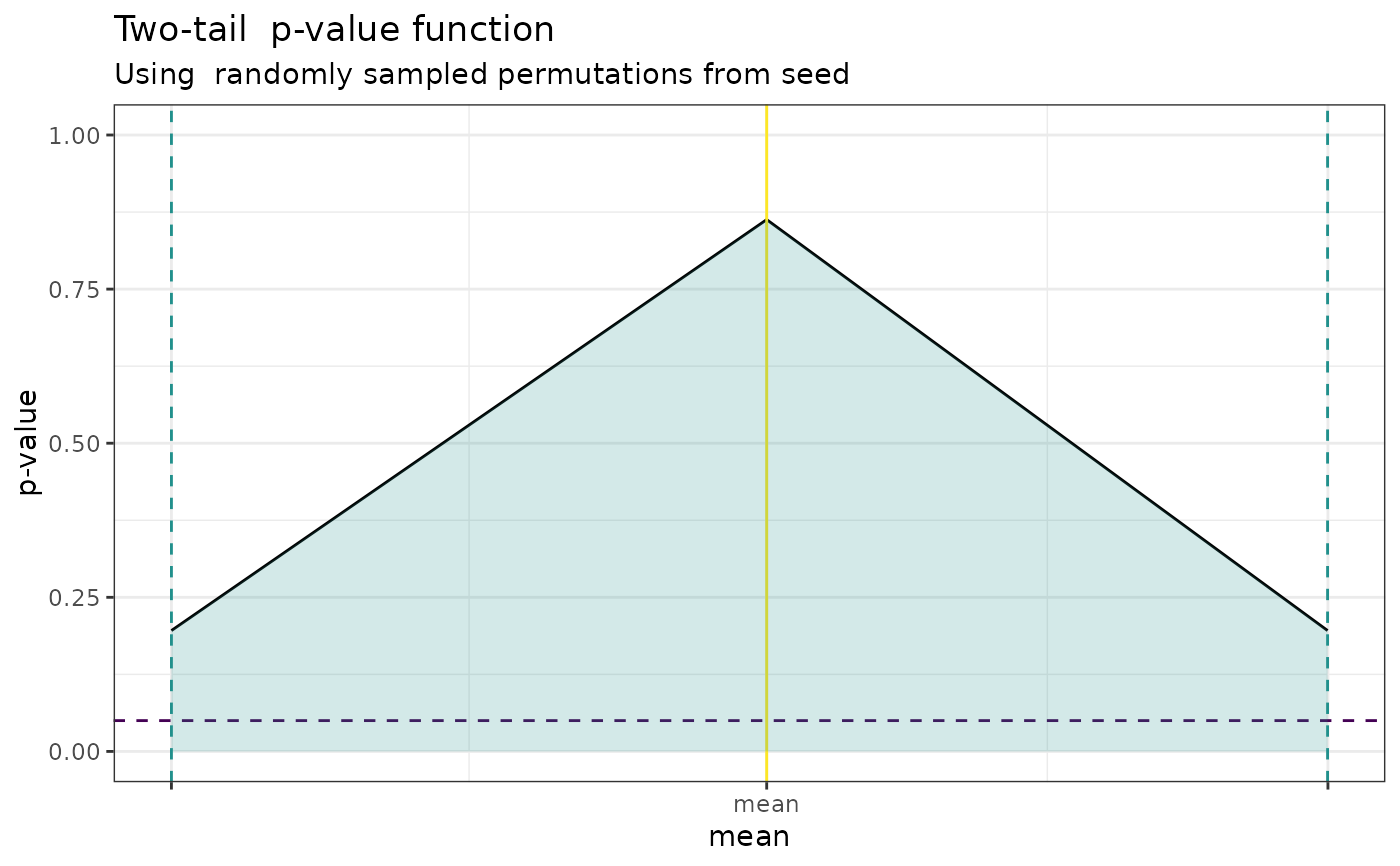 Two-tail  p-value function
Using  randomly sampled permutations from seed
1.00
0.75
0.50
0.25
0.00
p-value
mean
mean